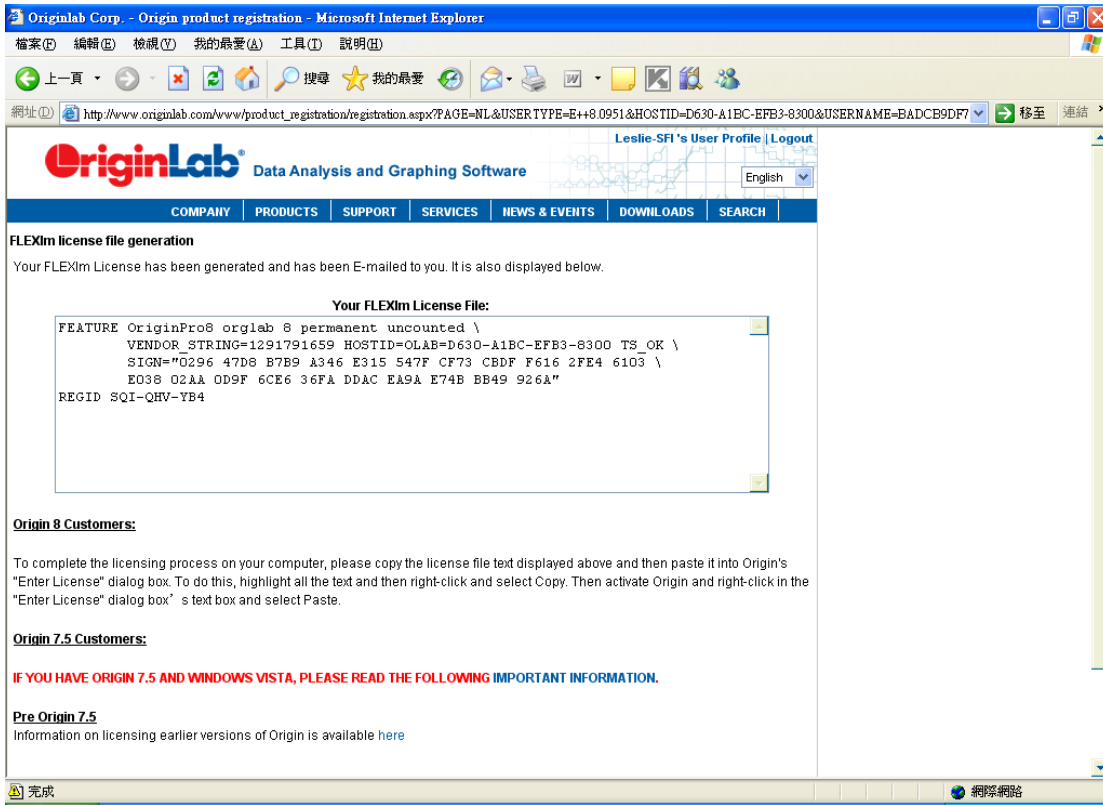 Originlab Corp. - Origin product registration - Microsoft Internet Explorer
檔案(F) 編輯(E) 檢視(V) 我的最愛(A) 工具(T) 說明(H)
上一頁 搜尋 我的最愛
網址(D) http://www.originlab.com/www/product_registration/registration.aspx?PAGE=NL&USERTYPE=E++8.0951&HOSTID=D630-A1BC-EFB3-8300&USERNAME=BADCB9DF7 移至 連結
Leslie-SFI 's User Profile | Logout
OriginLab® Data Analysis and Graphing Software
English
COMPANY PRODUCTS SUPPORT SERVICES NEWS & EVENTS DOWNLOADS SEARCH
FLEXlm license file generation
Your FLEXlm License has been generated and has been E-mailed to you. It is also displayed below.
Your FLEXlm License File:
FEATURE OriginPro8 orglab 8 permanent uncounted \
VENDOR_STRING=1291791659 HOSTID=OLAB=D630-A1BC-EFB3-8300 TS_OK \
SIGN="0296 47D8 B7B9 A346 E315 547F CF73 CBDF F616 2FE4 6103 \
E038 02AA 0D9F 6CE6 36FA DDAC EA9A E74B BB49 926A"
REGID SQI-QHV-YB4
Origin 8 Customers:
To complete the licensing process on your computer, please copy the license file text displayed above and then paste it into Origin's
"Enter License" dialog box. To do this, highlight all the text and then right-click and select Copy. Then activate Origin and right-click in the
"Enter License" dialog box's text box and select Paste.
Origin 7.5 Customers:
IF YOU HAVE ORIGIN 7.5 AND WINDOWS VISTA, PLEASE READ THE FOLLOWING IMPORTANT INFORMATION.
Pre Origin 7.5
Information on licensing earlier versions of Origin is available here
完成 網際網路